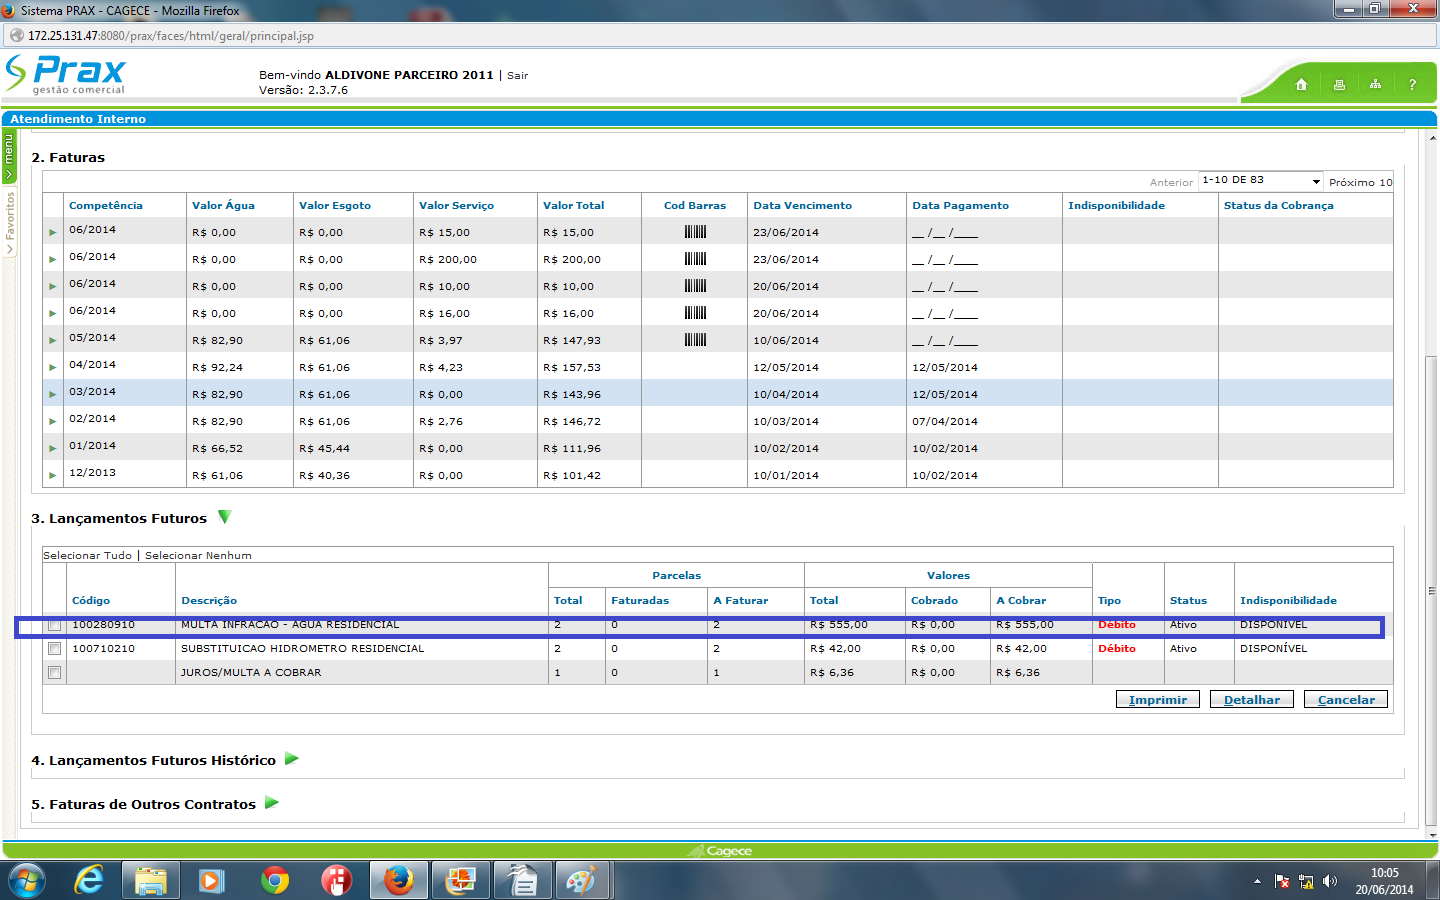 Sistema PRAX - CAGECE - Mozilla Firefox
172.25.131.47:8080/prax/faces/html/geral/principal.jsp
Prax
gestão comercial
Bem-vindo ALDIVONE PARCEIRO 2011 | Sair
Versão: 2.3.7.6
?
Atendimento Interno
menu
Favoritos
2. Faturas
Anterior 1-10 DE 83 Próximo 10
Competência Valor Água Valor Esgoto Valor Serviço Valor Total Cod Barras Data Vencimento Data Pagamento Indisponibilidade Status da Cobrança
06/2014 R$ 0,00 R$ 0,00 R$ 15,00 R$ 15,00 23/06/2014 __ /__ /____
06/2014 R$ 0,00 R$ 0,00 R$ 200,00 R$ 200,00 23/06/2014 __ /__ /____
06/2014 R$ 0,00 R$ 0,00 R$ 10,00 R$ 10,00 20/06/2014 __ /__ /____
06/2014 R$ 0,00 R$ 0,00 R$ 16,00 R$ 16,00 20/06/2014 __ /__ /____
05/2014 R$ 82,90 R$ 61,06 R$ 3,97 R$ 147,93 10/06/2014 __ /__ /____
04/2014 R$ 92,24 R$ 61,06 R$ 4,23 R$ 157,53 12/05/2014 12/05/2014
03/2014 R$ 82,90 R$ 61,06 R$ 0,00 R$ 143,96 10/04/2014 12/05/2014
02/2014 R$ 82,90 R$ 61,06 R$ 2,76 R$ 146,72 10/03/2014 07/04/2014
01/2014 R$ 66,52 R$ 45,44 R$ 0,00 R$ 111,96 10/02/2014 10/02/2014
12/2013 R$ 61,06 R$ 40,36 R$ 0,00 R$ 101,42 10/01/2014 10/02/2014
3. Lançamentos Futuros
Selecionar Tudo | Selecionar Nenhum
Parcelas Valores
Código Descrição Total Faturadas A Faturar Total Cobrado A Cobrar Tipo Status Indisponibilidade
100280910 MULTA INFRACAO - AGUA RESIDENCIAL 2 0 2 R$ 555,00 R$ 0,00 R$ 555,00 Débito Ativo DISPONÍVEL
100710210 SUBSTITUICAO HIDROMETRO RESIDENCIAL 2 0 2 R$ 42,00 R$ 0,00 R$ 42,00 Débito Ativo DISPONÍVEL
JUROS/MULTA A COBRAR 1 0 1 R$ 6,36 R$ 0,00 R$ 6,36
Imprimir Detalhar Cancelar
4. Lançamentos Futuros Histórico
5. Faturas de Outros Contratos
Cagece
10:05
20/06/2014